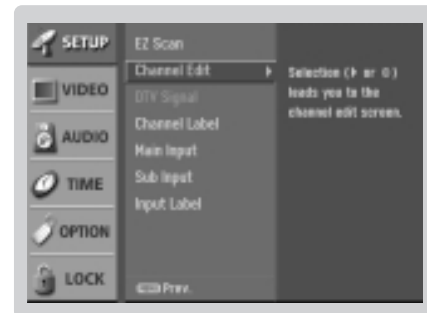 SETUP
VIDEO
AUDIO
TIME
OPTION
LOCK
EZ Scan
Channel Edit
DTV Signal
Channel Label
Main Input
Sub Input
Input Label
Prev.
Selection (▶ or ⊙)
leads you to the
channel edit screen.